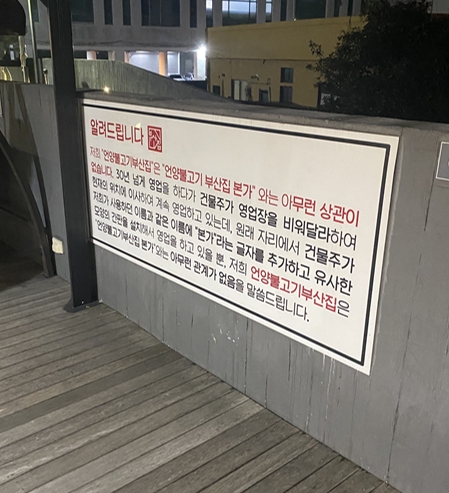 알려드립니다
저희 "언양불고기부산집"은 "언양불고기 부산집 본가" 와는 아무런 상관이
없습니다. 30년 넘게 영업을 하다가 건물주가 영업장을 비워달라하여
현재의 위치에 이사하여 계속 영업하고 있는데, 원래 자리에서 건물주가
저희가 사용하던 이름과 같은 이름에 "본가"라는 글자를 추가하고 유사한
모양의 간판을 설치해서 영업을 하고 있을 뿐, 저희 언양불고기부산집은
"언양불고기부산집 본가"와는 아무런 관계가 없음을 말씀드립니다.